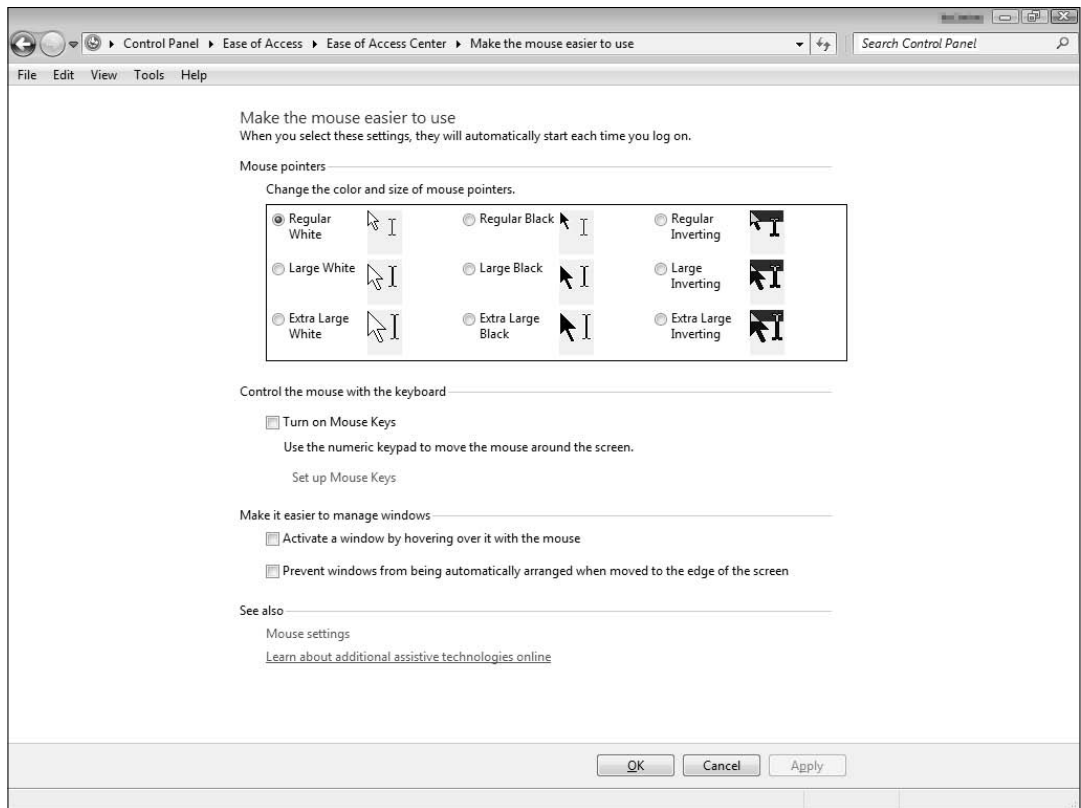 Control Panel Ease of Access Ease of Access Center Make the mouse easier to use Search Control Panel
File Edit View Tools Help
Make the mouse easier to use
When you select these settings, they will automatically start each time you log on.
Mouse pointers
Change the color and size of mouse pointers.
Regular White
Regular Black
Regular Inverting
Large White
Large Black
Large Inverting
Extra Large White
Extra Large Black
Extra Large Inverting
Control the mouse with the keyboard
Turn on Mouse Keys
Use the numeric keypad to move the mouse around the screen.
Set up Mouse Keys
Make it easier to manage windows
Activate a window by hovering over it with the mouse
Prevent windows from being automatically arranged when moved to the edge of the screen
See also
Mouse settings
Learn about additional assistive technologies online
OK Cancel Apply